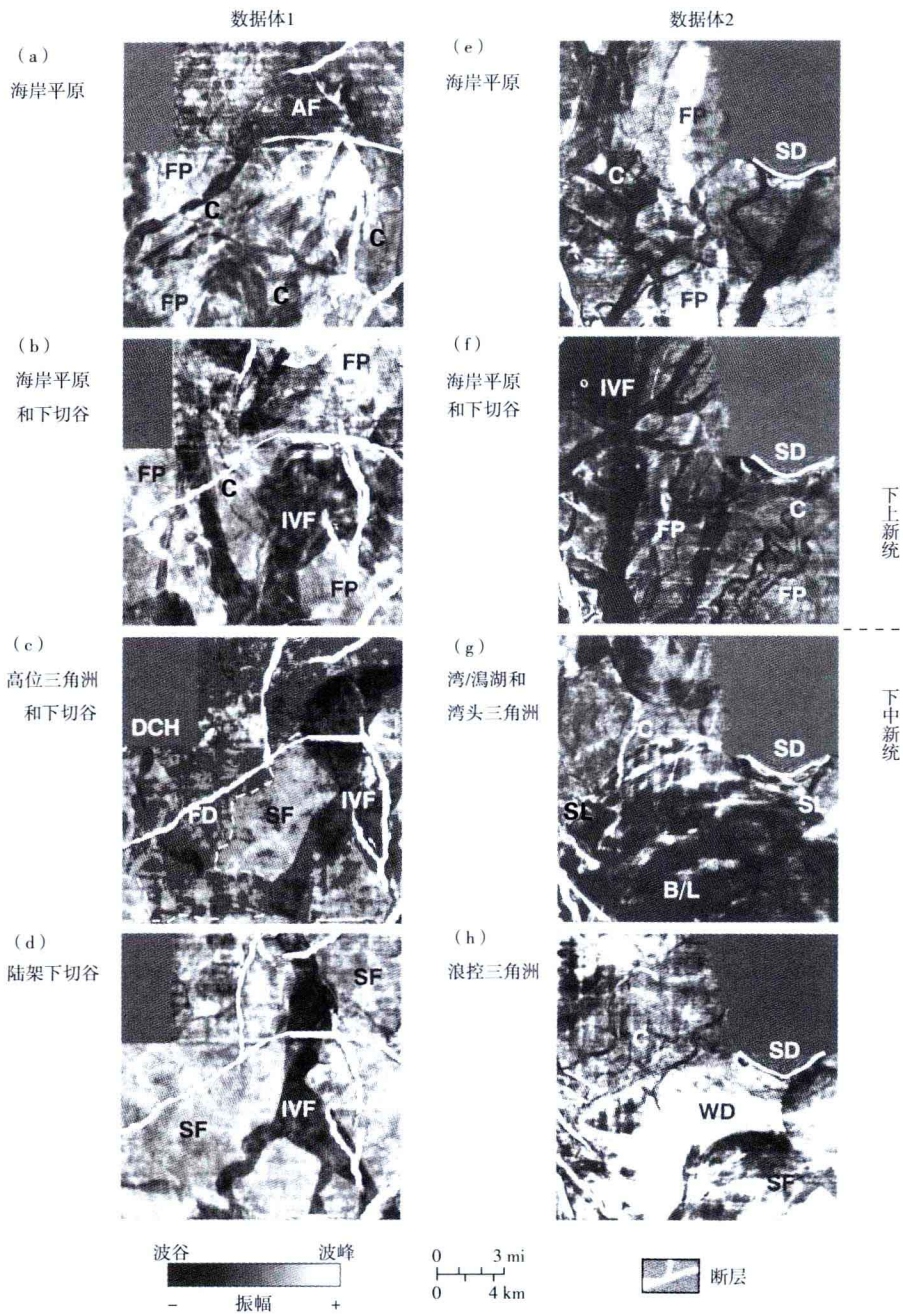 数据体1
数据体2
(a)
海岸平原
AF
FP
C
C
FP
C
(b)
海岸平原
和下切谷
FP
FP
C
IVF
FP
(c)
高位三角洲
和下切谷
DCH
FD
SF
IVF
(d)
陆架下切谷
SF
IVF
SF
(e)
海岸平原
FP
C
SD
FP
(f)
海岸平原
和下切谷
IVF
SD
FP
C
FP
(g)
湾/潟湖和
湾头三角洲
C
SD
SL
SL
B/L
(h)
浪控三角洲
C
SD
WD
SF
下上新统
下中新统
波谷 波峰
− 振幅 +
0 3 mi
0 4 km
断层